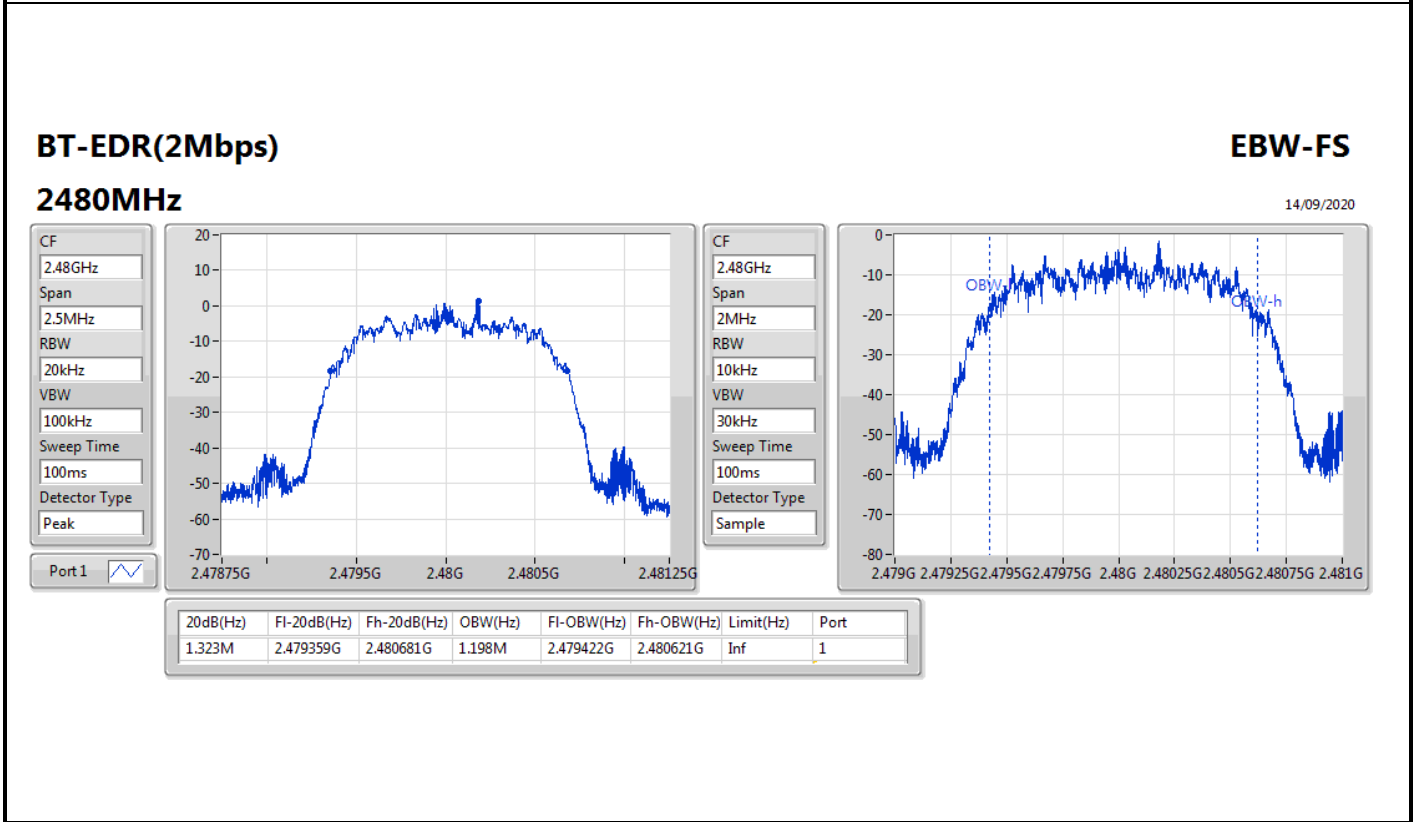 BT-EDR(2Mbps)
EBW-FS
2480MHz
14/09/2020
CF
2.48GHz
Span
2.5MHz
RBW
20kHz
VBW
100kHz
Sweep Time
100ms
Detector Type
Peak
Port 1
20
10
0
-10
-20
-30
-40
-50
-60
-70
2.47875G 2.4795G 2.48G 2.4805G 2.48125G
CF
2.48GHz
Span
2MHz
RBW
10kHz
VBW
30kHz
Sweep Time
100ms
Detector Type
Sample
0
-10
-20
-30
-40
-50
-60
-70
-80
OBW-
OBW-h
2.479G 2.47925G 2.4795G 2.47975G 2.48G 2.48025G 2.4805G 2.48075G 2.481G
20dB(Hz) Fl-20dB(Hz) Fh-20dB(Hz) OBW(Hz) Fl-OBW(Hz) Fh-OBW(Hz) Limit(Hz) Port
1.323M 2.479359G 2.480681G 1.198M 2.479422G 2.480621G Inf 1